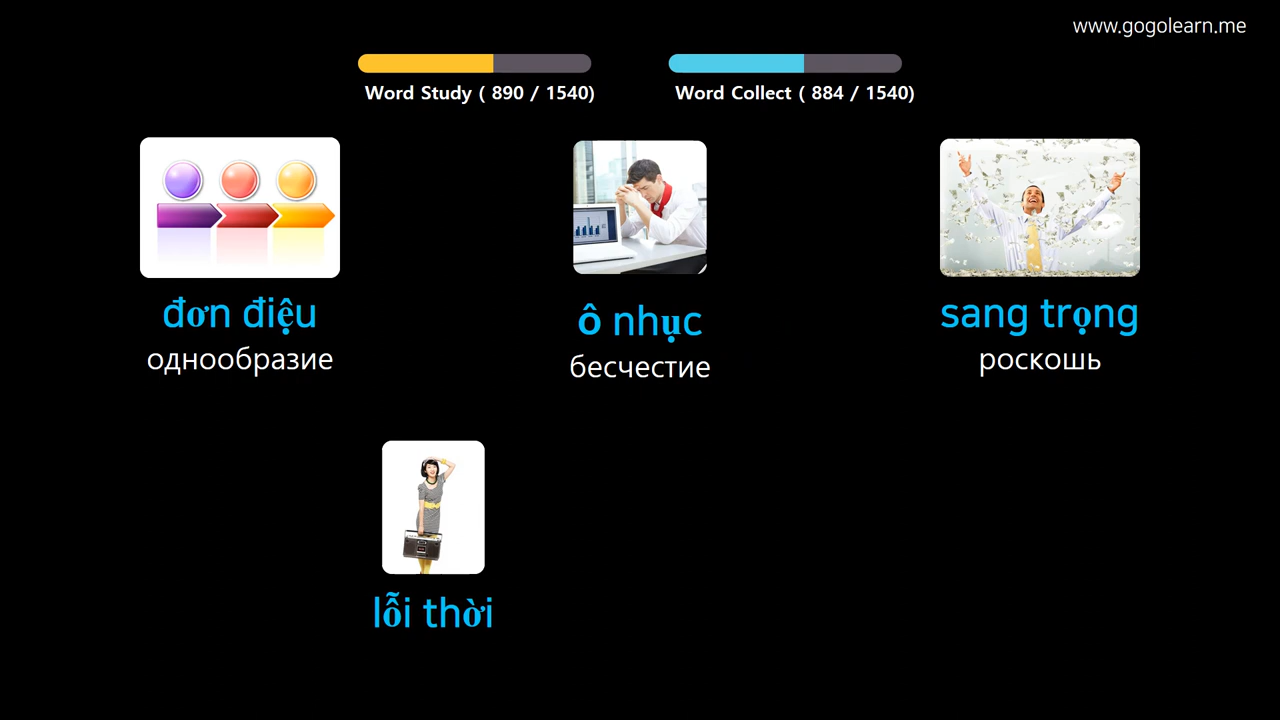 www.gogolearn.me
Word Study ( 890 / 1540)
Word Collect ( 884 / 1540)
đơn điệu
однообразие
ô nhục
бесчестие
sang trọng
роскошь
lỗi thời